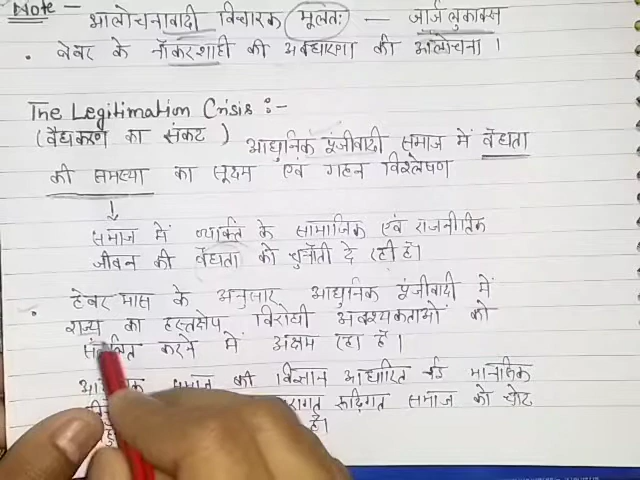 Note - आलोचनावादी विचारक मूलतः — जार्ज लुकाक्स
• वेबर के नौकरशाही की अवधारणा की आलोचना ।
The Legitimation Crisis :-
(वैधकरण का संकट) आधुनिक पूंजीवादी समाज में वैधता
की समस्या का सूक्ष्म एवं गहन विश्लेषण
↓
समाज में व्यक्ति के सामाजिक एवं राजनीतिक
जीवन की वैधता को चुनौती दे रही है।
• हेबर मास के अनुसार आधुनिक पूंजीवादी में
राज्य का हस्तक्षेप विरोधी आवश्यकताओं को
करने में अक्षम रहा है।
समाज की विज्ञान आधारित नई मानसिक
रूढ़िगत समाज को चोट
है।